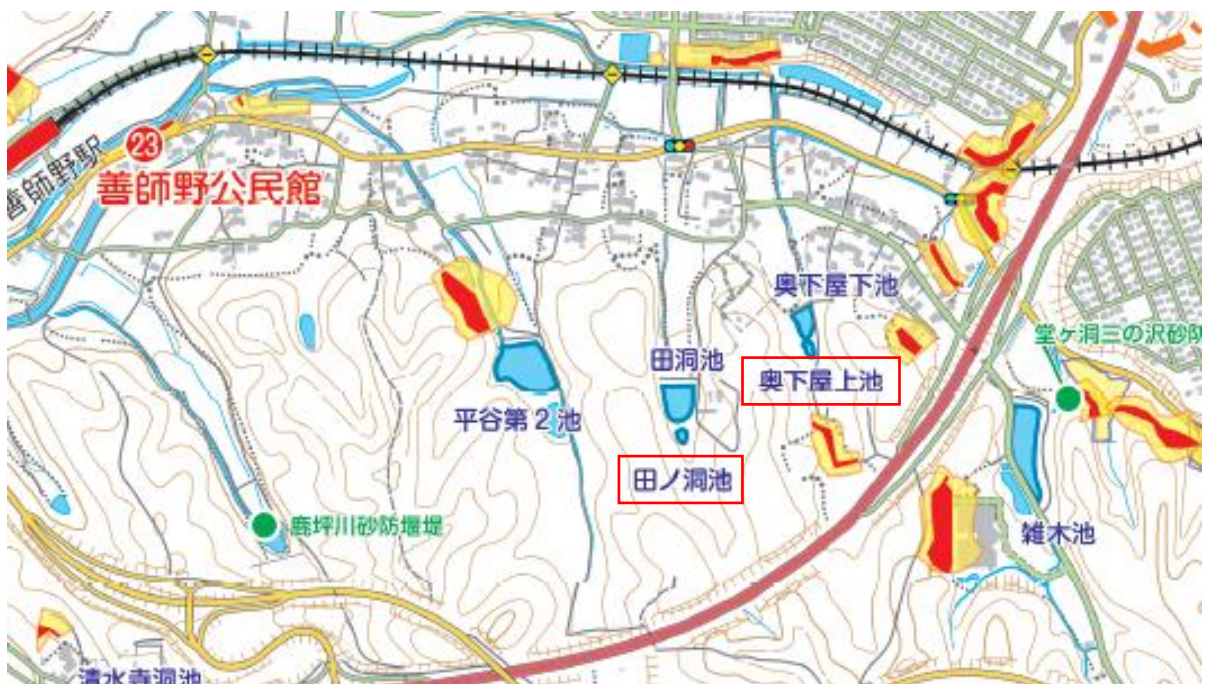 善師野駅
23
善師野公民館
奥下屋下池
堂ヶ洞三の沢砂防
田洞池
奥下屋上池
平谷第2池
田ノ洞池
鹿坪川砂防堰堤
雑木池
清水寺洞池